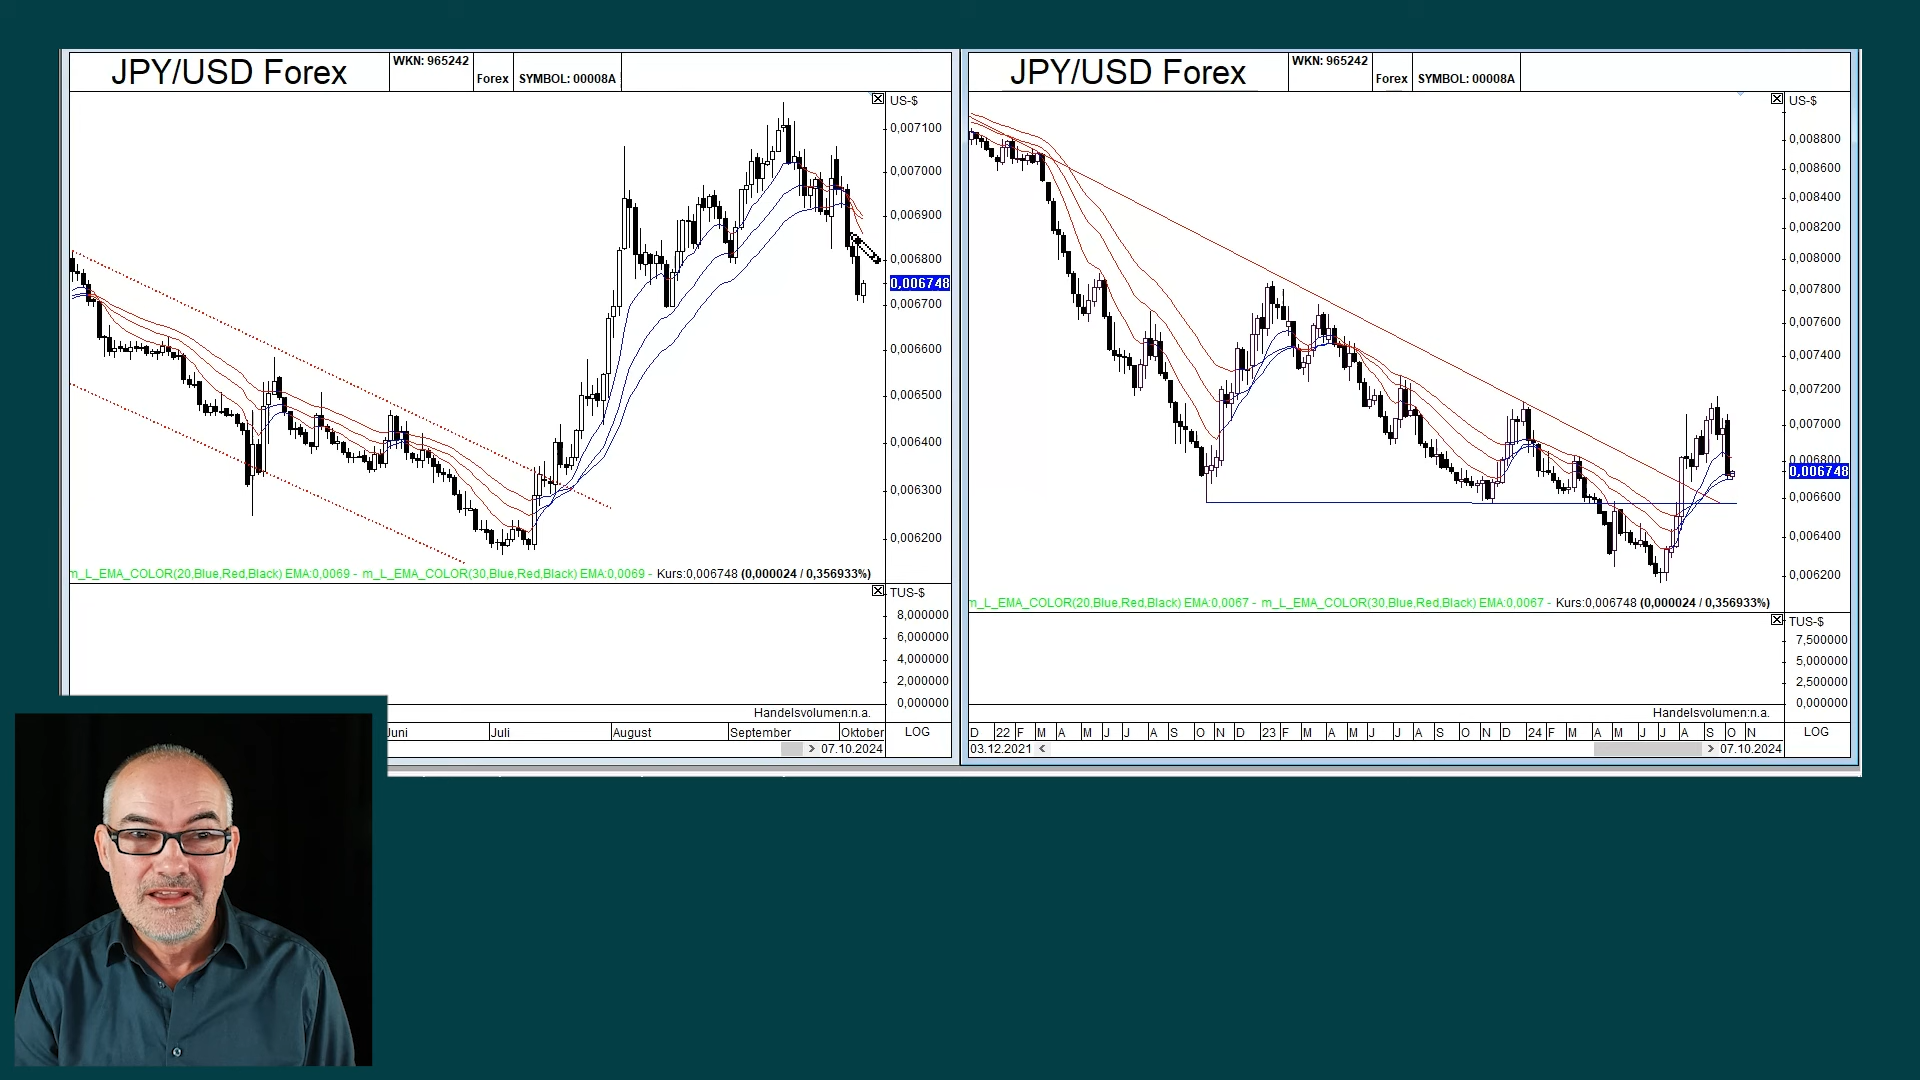 JPY/USD Forex
WKN: 965242
Forex
SYMBOL: 00008A
US-$
0,007100
0,007000
0,006900
0,006800
0,006748
0,006700
0,006600
0,006500
0,006400
0,006300
0,006200
m_L_EMA_COLOR(20,Blue,Red,Black) EMA:0,0069 - m_L_EMA_COLOR(30,Blue,Red,Black) EMA:0,0069 - Kurs:0,006748 (0,000024 / 0,356933%)
TUS-$
8,000000
6,000000
4,000000
2,000000
0,000000
Handelsvolumen:n.a.
Juni Juli August September Oktober LOG
> 07.10.2024
JPY/USD Forex
WKN: 965242
Forex
SYMBOL: 00008A
US-$
0,008800
0,008600
0,008400
0,008200
0,008000
0,007800
0,007600
0,007400
0,007200
0,007000
0,006800
0,006748
0,006600
0,006400
0,006200
m_L_EMA_COLOR(20,Blue,Red,Black) EMA:0,0067 - m_L_EMA_COLOR(30,Blue,Red,Black) EMA:0,0067 - Kurs:0,006748 (0,000024 / 0,356933%)
TUS-$
7,500000
5,000000
2,500000
0,000000
Handelsvolumen:n.a.
D 22 F M A M J J A S O N D 23 F M A M J J A S O N D 24 F M A M J J A S O N LOG
03.12.2021 < > 07.10.2024